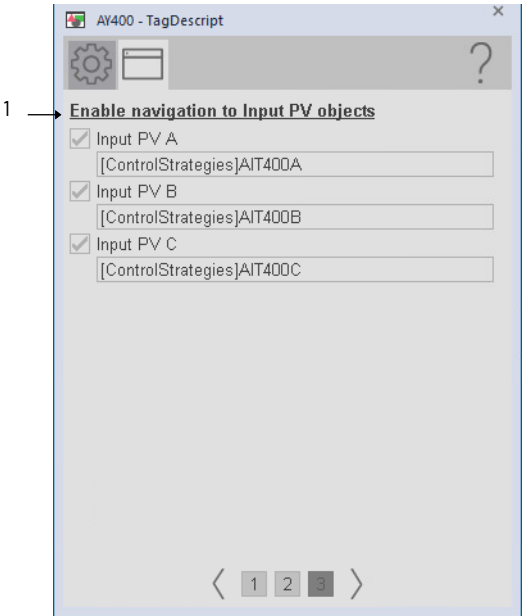 AY400 - TagDescript
×
?
1
Enable navigation to Input PV objects
Input PV A
[ControlStrategies]AIT400A
Input PV B
[ControlStrategies]AIT400B
Input PV C
[ControlStrategies]AIT400C
1 2 3